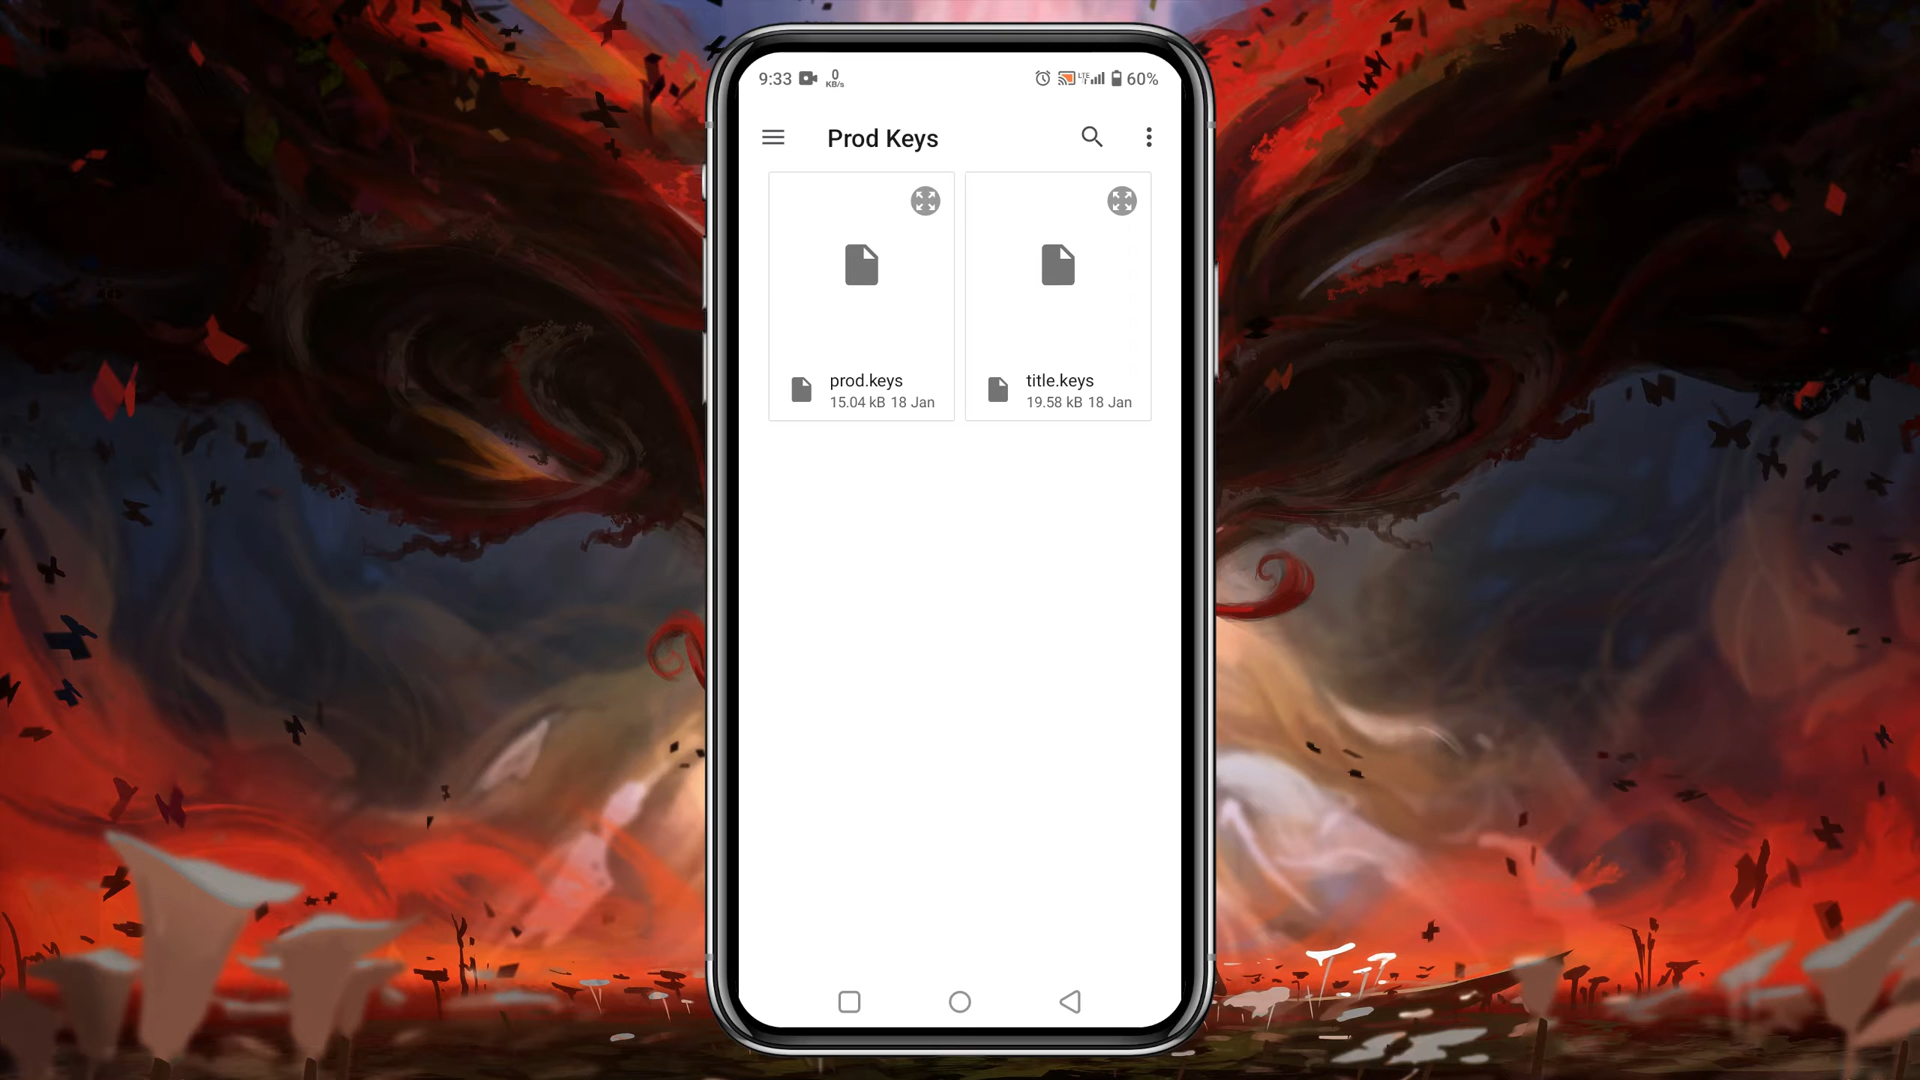 9:33 0 KB/s LTE 60%
Prod Keys
prod.keys
15.04 kB 18 Jan
title.keys
19.58 kB 18 Jan